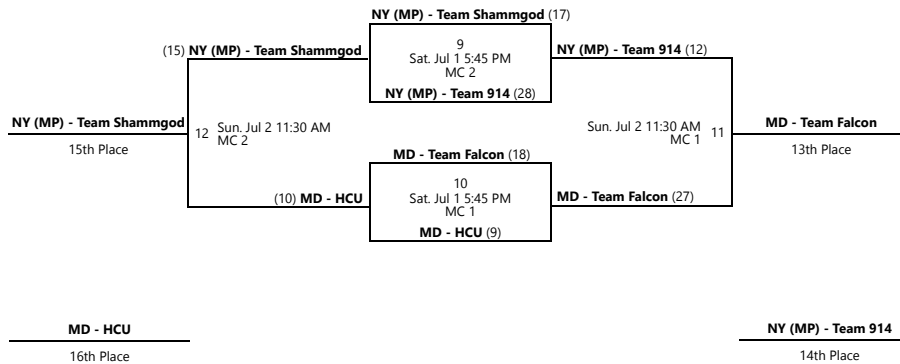 NY (MP) - Team Shammgod (17)
(15) NY (MP) - Team Shammgod
9
Sat. Jul 1 5:45 PM
MC 2
NY (MP) - Team 914 (12)
NY (MP) - Team 914 (28)
NY (MP) - Team Shammgod
15th Place
12 Sun. Jul 2 11:30 AM
MC 2
Sun. Jul 2 11:30 AM 11
MC 1
MD - Team Falcon
13th Place
MD - Team Falcon (18)
(10) MD - HCU
10
Sat. Jul 1 5:45 PM
MC 1
MD - Team Falcon (27)
MD - HCU (9)
MD - HCU
16th Place
NY (MP) - Team 914
14th Place